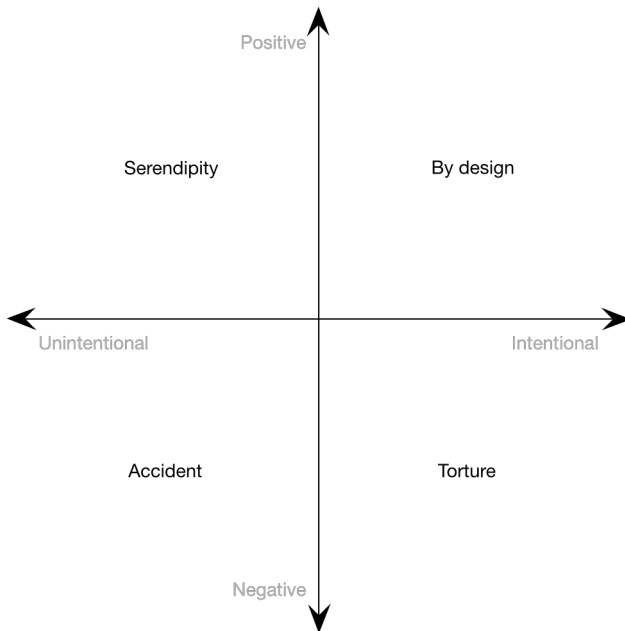 Positive
Serendipity
By design
Unintentional
Intentional
Accident
Torture
Negative